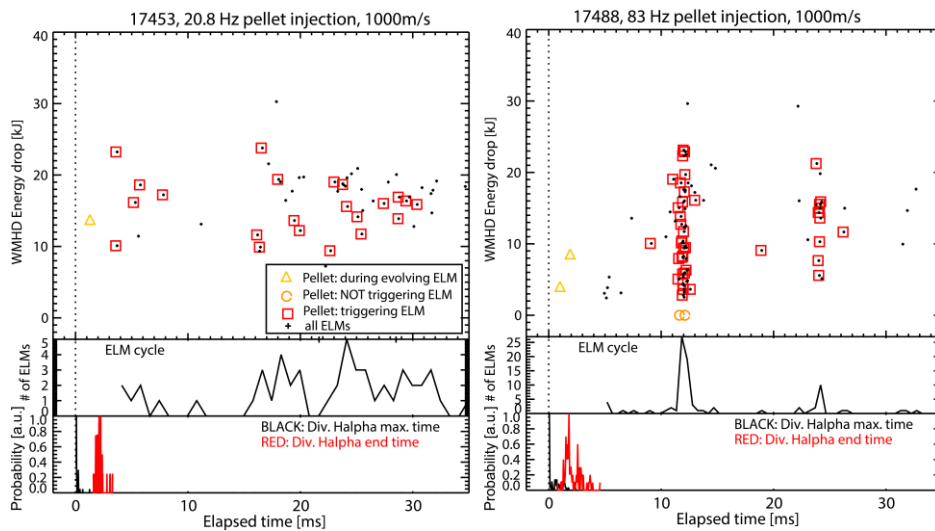 17453, 20.8 Hz pellet injection, 1000m/s
WMHD Energy drop [kJ]
40
30
20
10
0
Pellet: during evolving ELM
Pellet: NOT triggering ELM
Pellet: triggering ELM
all ELMs
ELM cycle
# of ELMs
5
4
3
2
1
0
BLACK: Div. Halpha max. time
RED: Div. Halpha end time
Probability [a.u.]
1.0
0.8
0.6
0.4
0.2
0.0
0 10 20 30
Elapsed time [ms]
17488, 83 Hz pellet injection, 1000m/s
WMHD Energy drop [kJ]
40
30
20
10
0
ELM cycle
# of ELMs
25
20
15
10
5
0
BLACK: Div. Halpha max. time
RED: Div. Halpha end time
Probability [a.u.]
1.0
0.8
0.6
0.4
0.2
0.0
0 10 20 30
Elapsed time [ms]